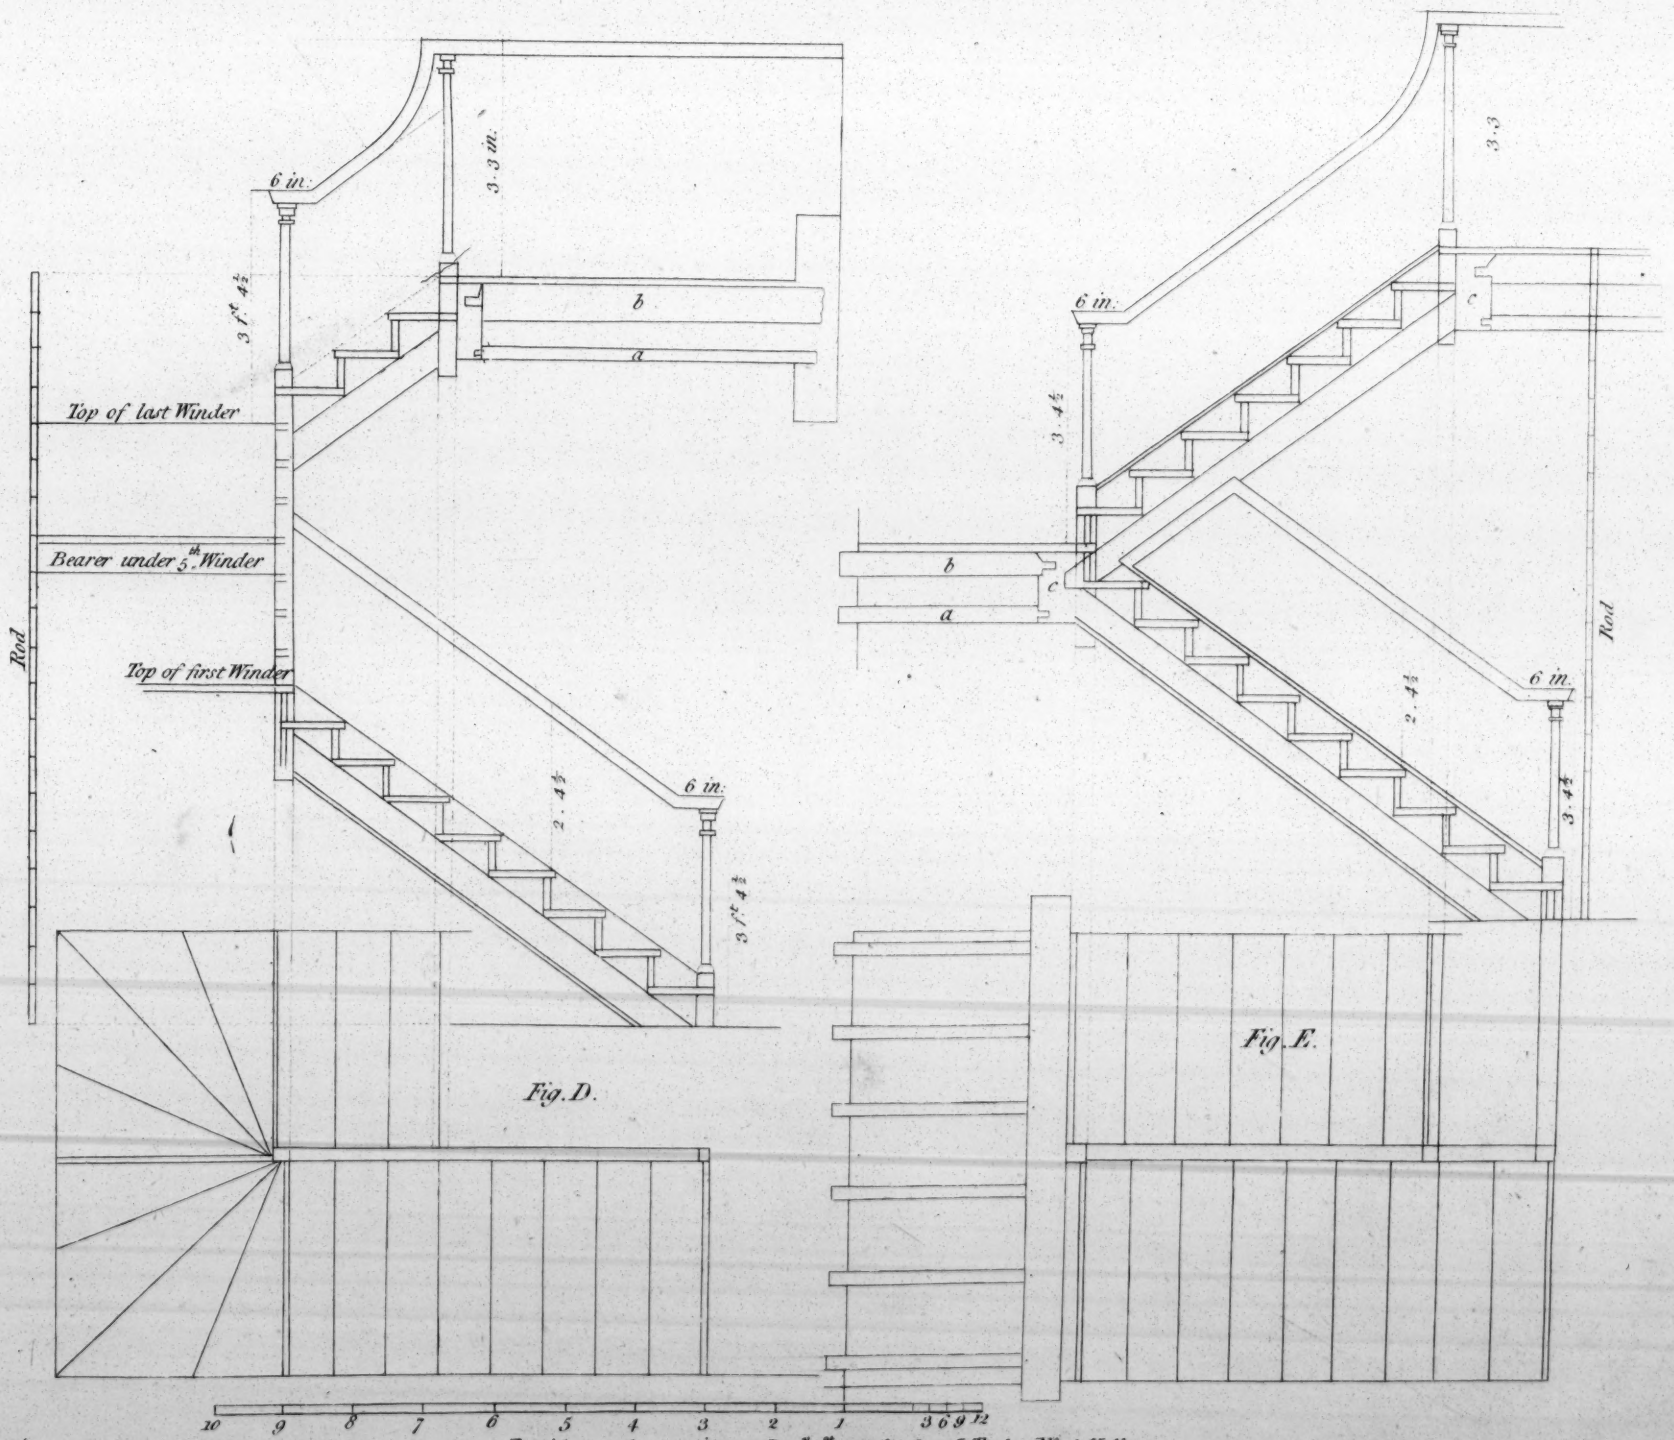 3 . 3 in.
3 . 3
6 in:
6 in:
3 f.t 4½
3 . 4½
b
a
c
Top of last Winder
Bearer under 5.th Winder
b
a
c
Rod
Rod
Top of first Winder
6 in.
2 . 4½
6 in:
2 . 4½
3 . 4½
3 f.t 4½
Fig. E.
Fig. D.
10 9 8 7 6 5 4 3 2 1 3 6 9 12